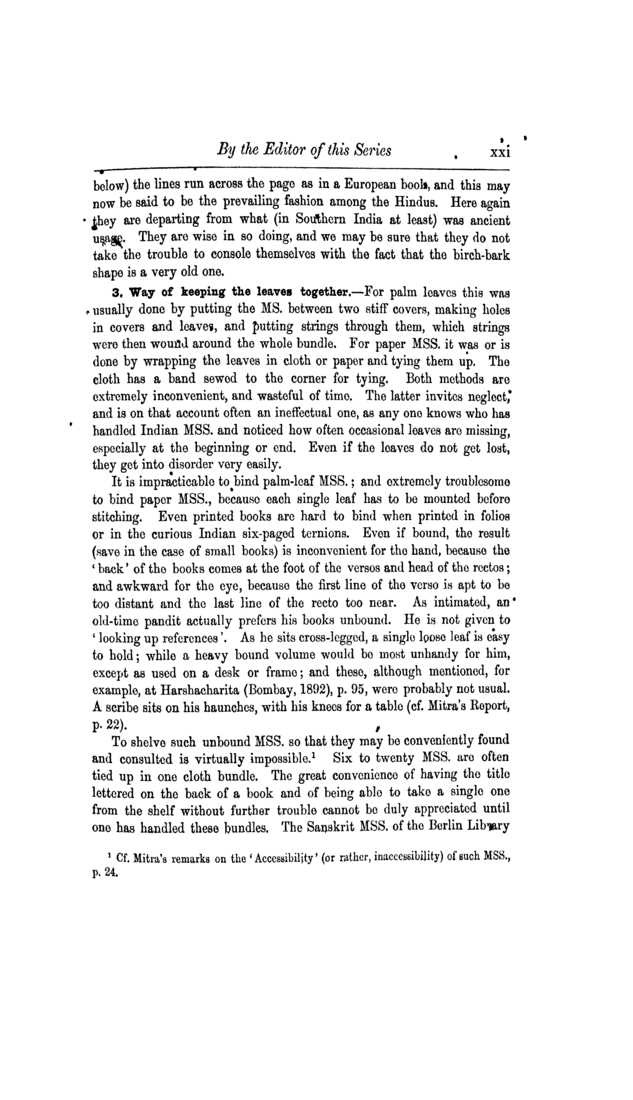 By the Editor of this Series xxi
below) the lines run across the page as in a European book, and this may
now be said to be the prevailing fashion among the Hindus. Here again
they are departing from what (in Southern India at least) was ancient
usage. They are wise in so doing, and we may be sure that they do not
take the trouble to console themselves with the fact that the birch-bark
shape is a very old one.
3. Way of keeping the leaves together.—For palm leaves this was
usually done by putting the MS. between two stiff covers, making holes
in covers and leaves, and putting strings through them, which strings
were then wound around the whole bundle. For paper MSS. it was or is
done by wrapping the leaves in cloth or paper and tying them up. The
cloth has a band sewed to the corner for tying. Both methods are
extremely inconvenient, and wasteful of time. The latter invites neglect,
and is on that account often an ineffectual one, as any one knows who has
handled Indian MSS. and noticed how often occasional leaves are missing,
especially at the beginning or end. Even if the leaves do not get lost,
they get into disorder very easily.
It is impracticable to bind palm-leaf MSS.; and extremely troublesome
to bind paper MSS., because each single leaf has to be mounted before
stitching. Even printed books are hard to bind when printed in folios
or in the curious Indian six-paged ternions. Even if bound, the result
(save in the case of small books) is inconvenient for the hand, because the
‘back’ of the books comes at the foot of the versos and head of the rectos;
and awkward for the eye, because the first line of the verso is apt to be
too distant and the last line of the recto too near. As intimated, an
old-time pandit actually prefers his books unbound. He is not given to
‘looking up references’. As he sits cross-legged, a single loose leaf is easy
to hold; while a heavy bound volume would be most unhandy for him,
except as used on a desk or frame; and these, although mentioned, for
example, at Harshacharita (Bombay, 1892), p. 95, were probably not usual.
A scribe sits on his haunches, with his knees for a table (cf. Mitra's Report,
p. 22).
To shelve such unbound MSS. so that they may be conveniently found
and consulted is virtually impossible.¹ Six to twenty MSS. are often
tied up in one cloth bundle. The great convenience of having the title
lettered on the back of a book and of being able to take a single one
from the shelf without further trouble cannot be duly appreciated until
one has handled these bundles. The Sanskrit MSS. of the Berlin Library
¹ Cf. Mitra's remarks on the ‘Accessibility’ (or rather, inaccessibility) of such MSS.,
p. 24.